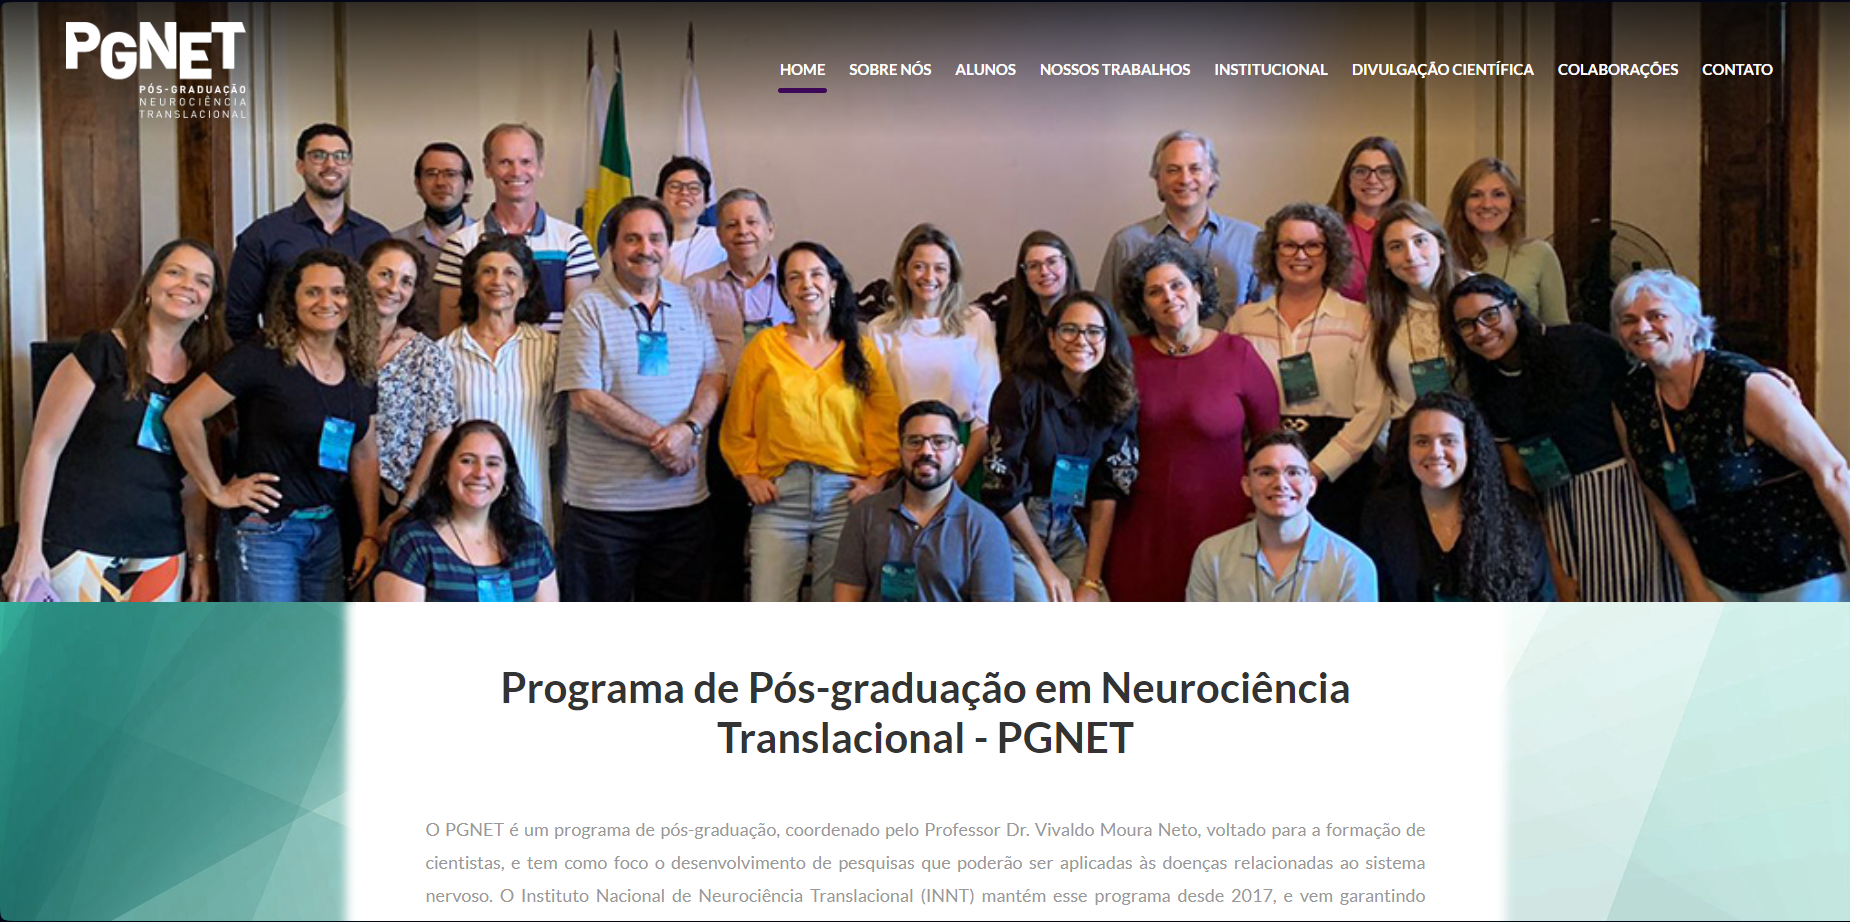 PGNET
PÓS-GRADUAÇÃO
NEUROCIÊNCIA
TRANSLACIONAL
HOME SOBRE NÓS ALUNOS NOSSOS TRABALHOS INSTITUCIONAL DIVULGAÇÃO CIENTÍFICA COLABORAÇÕES CONTATO
Programa de Pós-graduação em Neurociência
Translacional - PGNET
O PGNET é um programa de pós-graduação, coordenado pelo Professor Dr. Vivaldo Moura Neto, voltado para a formação de
cientistas, e tem como foco o desenvolvimento de pesquisas que poderão ser aplicadas às doenças relacionadas ao sistema
nervoso. O Instituto Nacional de Neurociência Translacional (INNT) mantém esse programa desde 2017, e vem garantindo